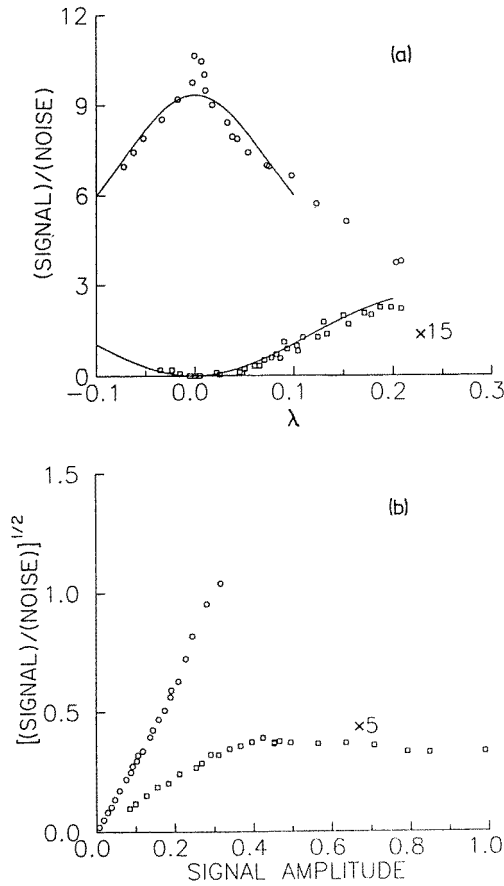 (a)
12
9
6
3
0
(SIGNAL)/(NOISE)
×15
−0.1 0.0 0.1 0.2 0.3
λ
(b)
1.5
1.0
0.5
0.0
[(SIGNAL)/(NOISE)]^1/2
×5
0.0 0.2 0.4 0.6 0.8 1.0
SIGNAL AMPLITUDE